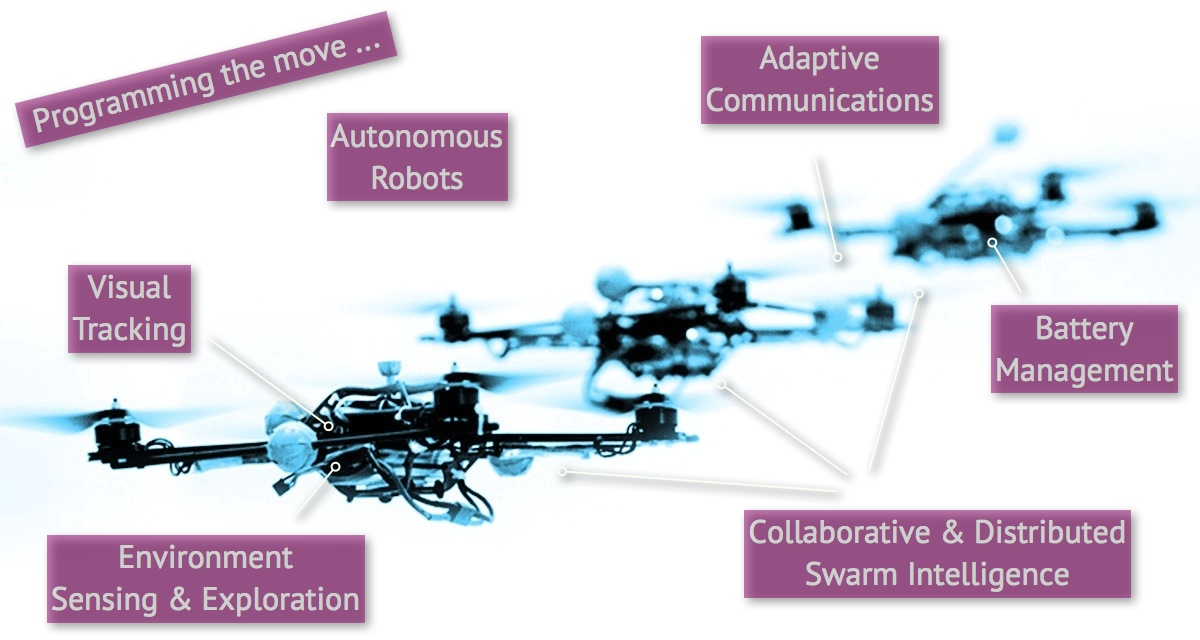 Programming the move ...
Adaptive
Communications
Autonomous
Robots
Visual
Tracking
Battery
Management
Collaborative & Distributed
Swarm Intelligence
Environment
Sensing & Exploration